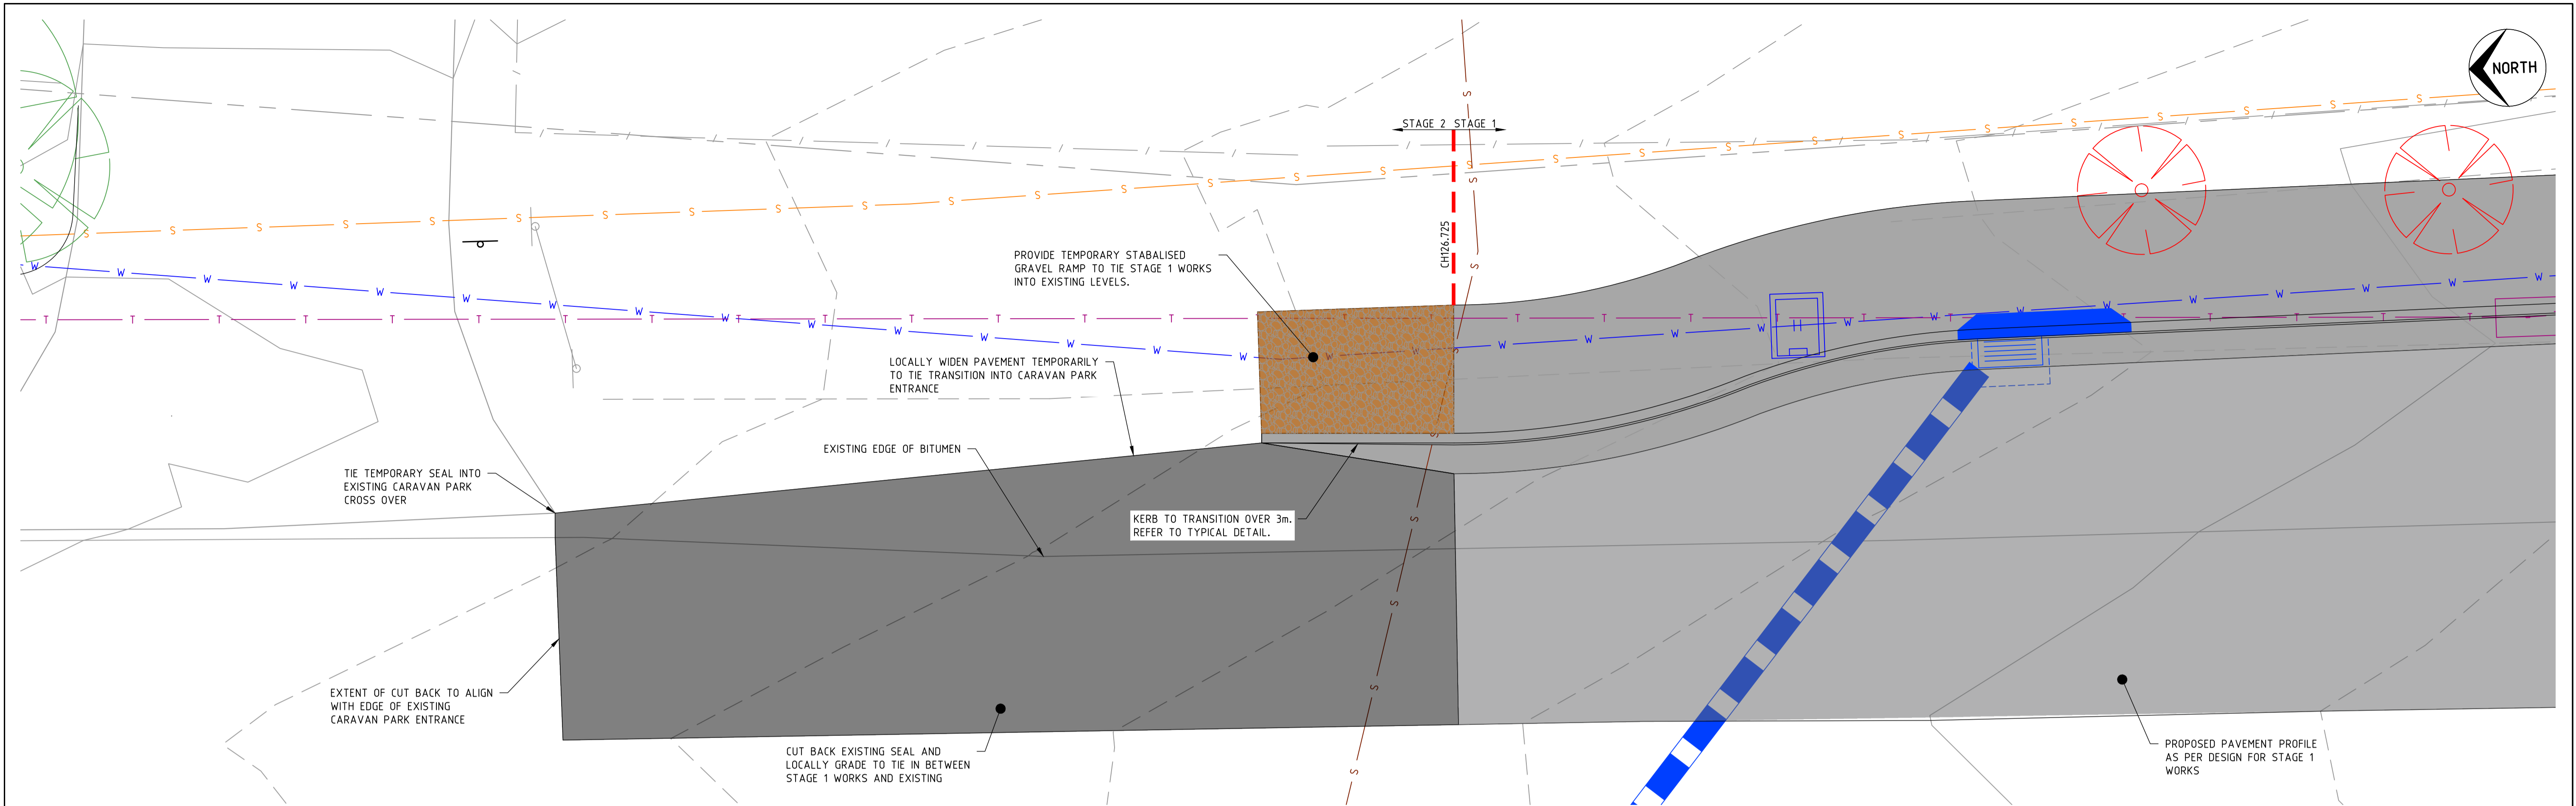 NORTH
STAGE 2 STAGE 1
CH126.725
PROVIDE TEMPORARY STABALISED
GRAVEL RAMP TO TIE STAGE 1 WORKS
INTO EXISTING LEVELS.
LOCALLY WIDEN PAVEMENT TEMPORARILY
TO TIE TRANSITION INTO CARAVAN PARK
ENTRANCE
EXISTING EDGE OF BITUMEN
TIE TEMPORARY SEAL INTO
EXISTING CARAVAN PARK
CROSS OVER
KERB TO TRANSITION OVER 3m.
REFER TO TYPICAL DETAIL.
EXTENT OF CUT BACK TO ALIGN
WITH EDGE OF EXISTING
CARAVAN PARK ENTRANCE
CUT BACK EXISTING SEAL AND
LOCALLY GRADE TO TIE IN BETWEEN
STAGE 1 WORKS AND EXISTING
PROPOSED PAVEMENT PROFILE
AS PER DESIGN FOR STAGE 1
WORKS
S S S S S S S S S S S S S S S S S S S S S S S S S S S S
W W W W W W W W W W W W W W W W W W W W W W W W W W W W W
T T T T T T T T T T T T T T T T T T T T T T T T T T T T
H
S S S S S S S S S